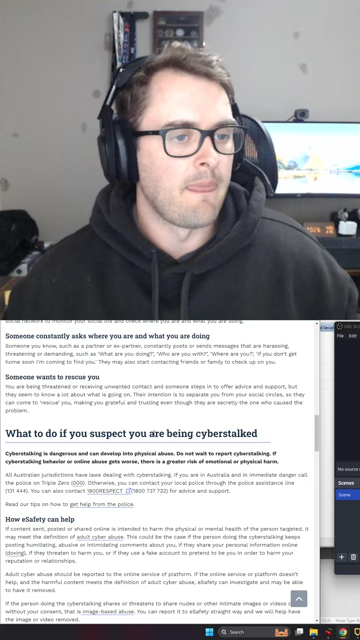 social network to monitor your social life and check where you are and what you are doing.
Someone constantly asks where you are and what you are doing
Someone you know, such as a partner or ex-partner, constantly posts or sends messages that are harassing,
threatening or demanding, such as 'What are you doing?', 'Who are you with?', 'Where are you?', 'If you don't get
home soon I'm coming to find you.' They may also start contacting friends or family to check up on you.
Someone wants to rescue you
You are being threatened or receiving unwanted contact and someone steps in to offer advice and support, but
they seem to know a lot about what is going on. Their intention is to separate you from your social circles, so they
can come to 'rescue' you, making you grateful and trusting even though they are secretly the one who caused the
problem.
What to do if you suspect you are being cyberstalked
Cyberstalking is dangerous and can develop into physical abuse. Do not wait to report cyberstalking. If
cyberstalking behavior or online abuse gets worse, there is a greater risk of emotional or physical harm.
All Australian jurisdictions have laws dealing with cyberstalking. If you are in Australia and in immediate danger call
the police on Triple Zero (000). Otherwise, you can contact your local police through the police assistance line
(131 444). You can also contact 1800RESPECT (1800 737 732) for advice and support.
Read our tips on how to get help from the police.
How eSafety can help
If content sent, posted or shared online is intended to harm the physical or mental health of the person targeted, it
may meet the definition of adult cyber abuse. This could be the case if the person doing the cyberstalking keeps
posting humiliating, abusive or intimidating comments about you, if they share your personal information online
(doxing), if they threaten to harm you, or if they use a fake account to pretend to be you in order to harm your
reputation or relationships.
Adult cyber abuse should be reported to the online service of platform. If the online service or platform doesn't
help, and the harmful content meets the definition of adult cyber abuse, eSafety can investigate and may be able
to have it removed.
If the person doing the cyberstalking shares or threatens to share nudes or other intimate images or videos
without your consent, that is image-based abuse. You can report it to eSafety straight way and we will help have
the image or video removed.
File Edit
No source
Scenes
Scene
Search